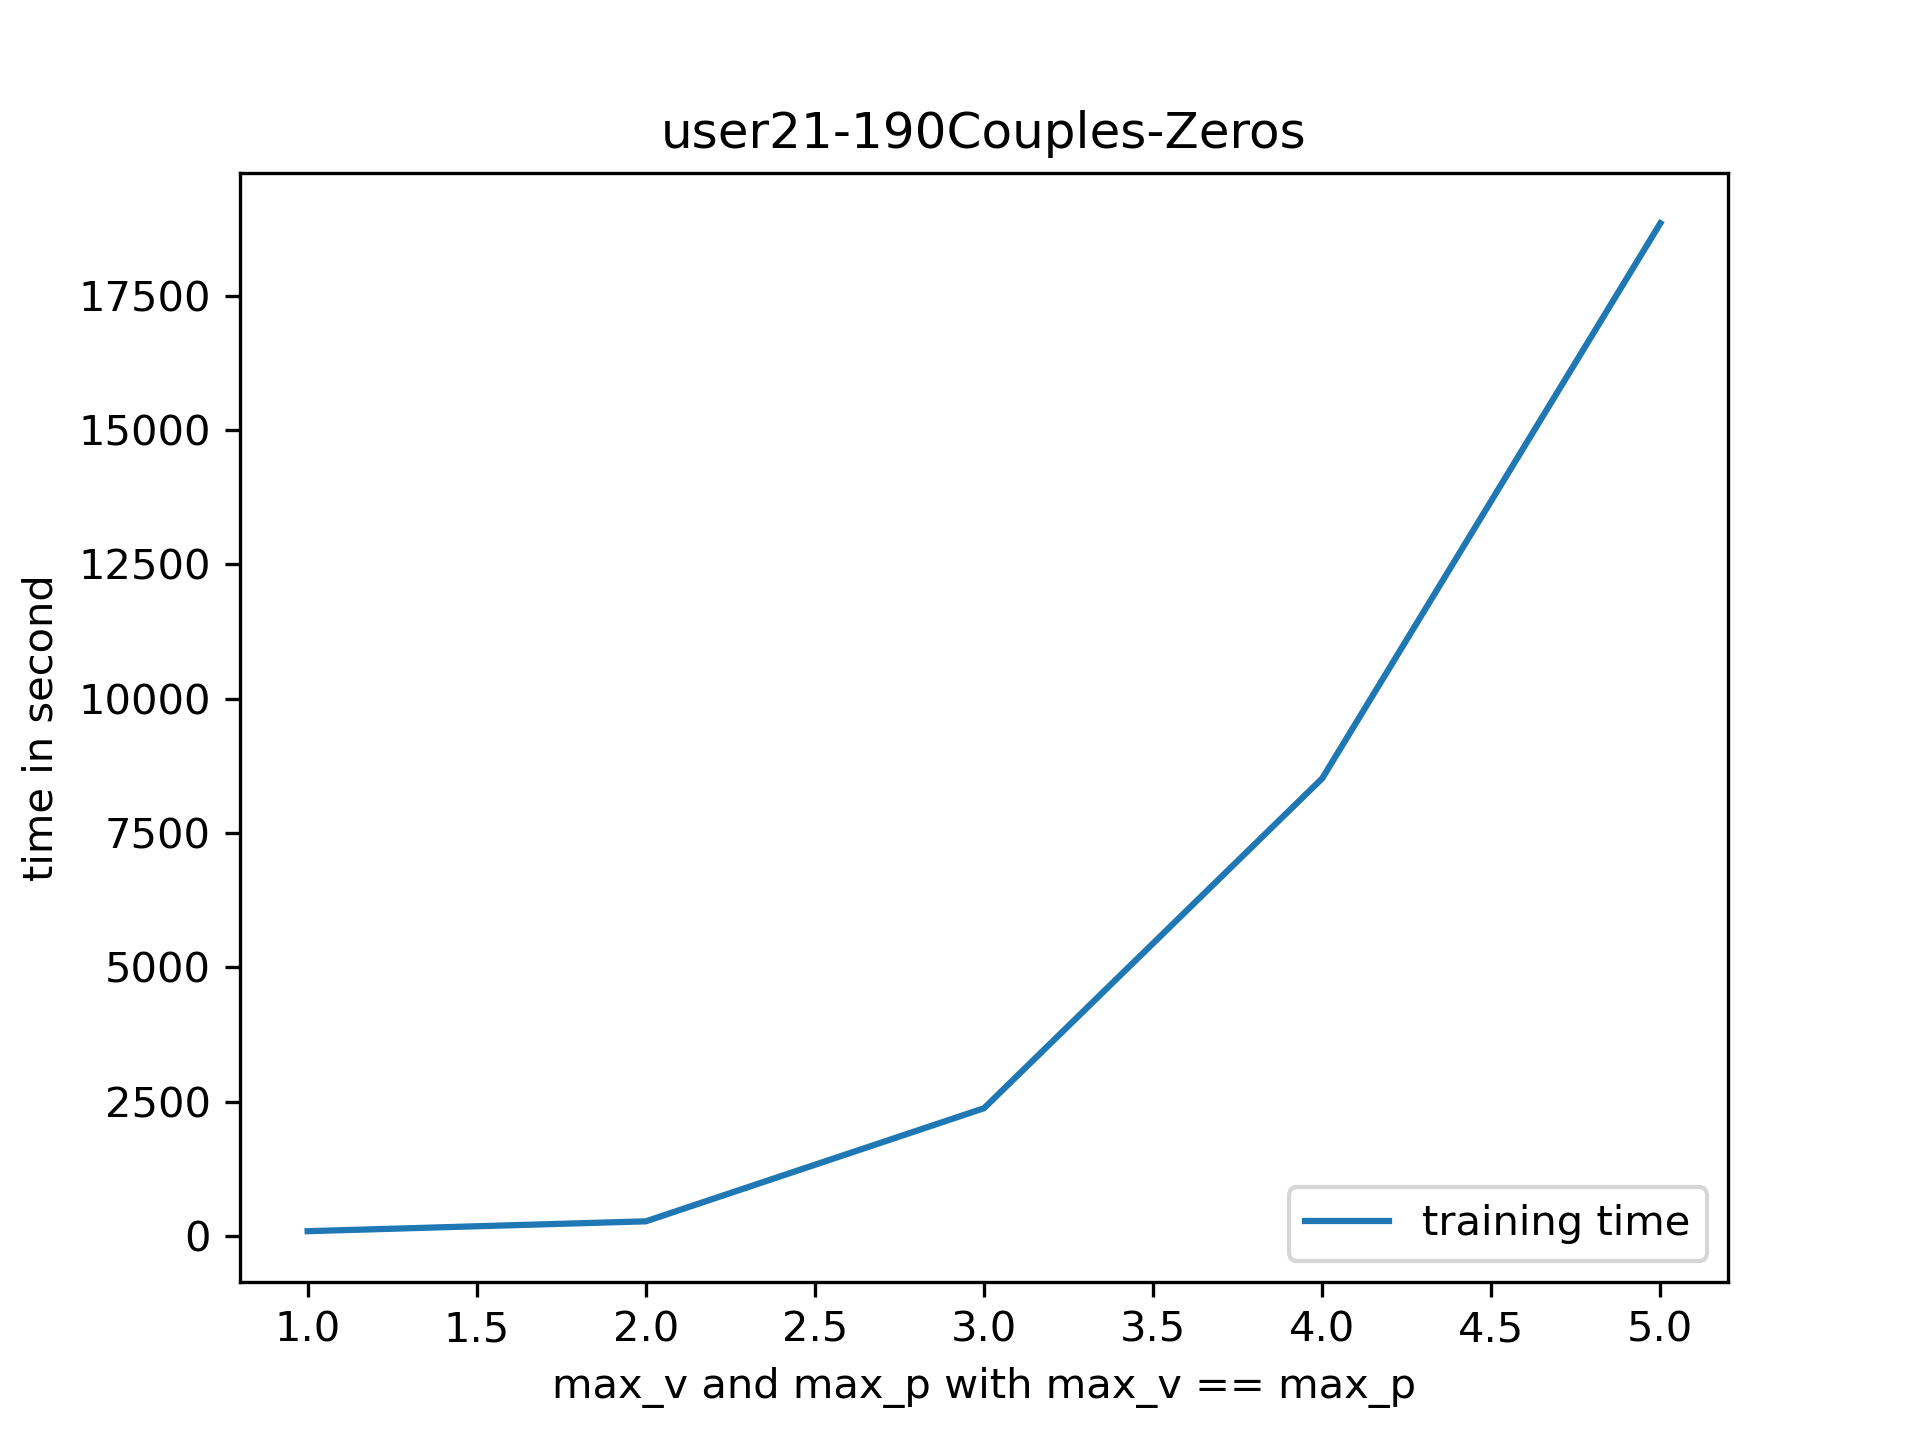 user21-190Couples-Zeros
17500
15000
12500
10000
7500
5000
2500
0
time in second
training time
1.0 1.5 2.0 2.5 3.0 3.5 4.0 4.5 5.0
max_v and max_p with max_v == max_p